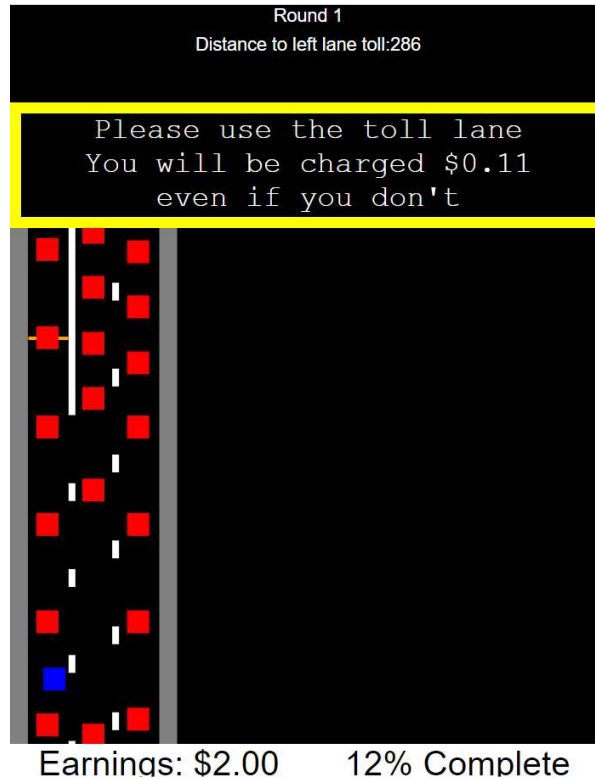 Round 1
Distance to left lane toll:286
Please use the toll lane
You will be charged $0.11
even if you don't
Earnings: $2.00 12% Complete